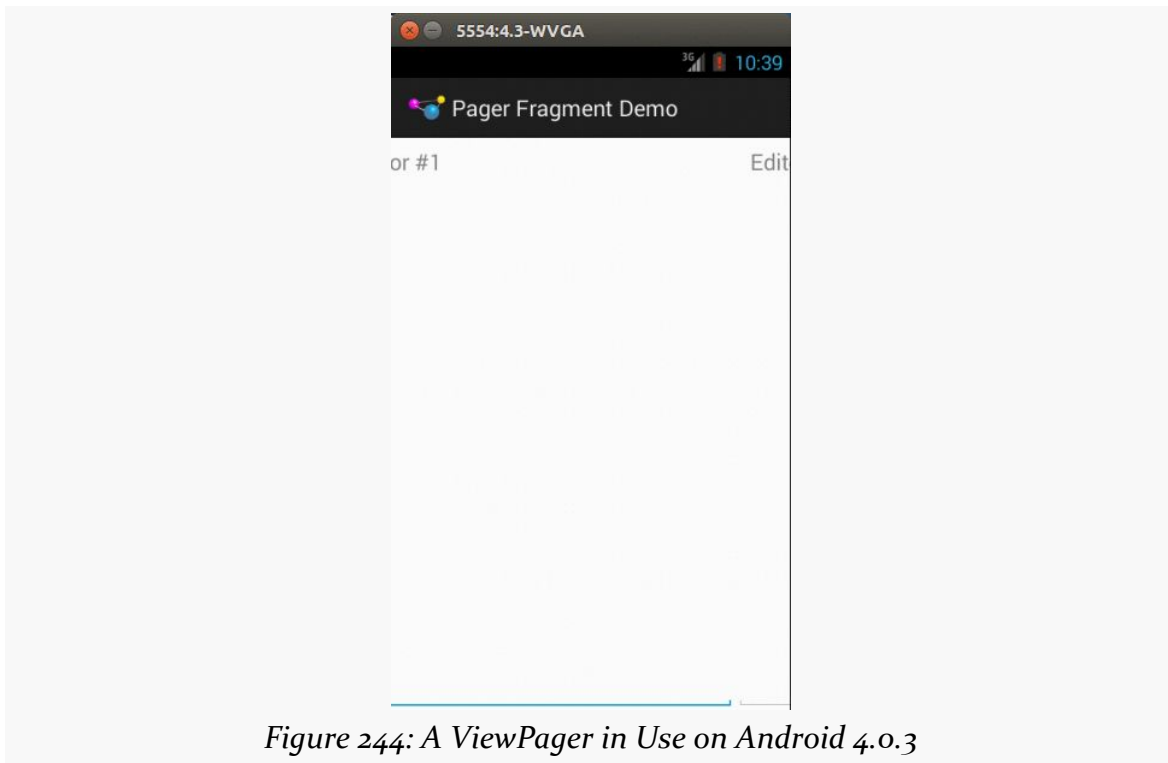 5554:4.3-WVGA
3G 10:39
Pager Fragment Demo
or #1 Edit
Figure 244: A ViewPager in Use on Android 4.0.3